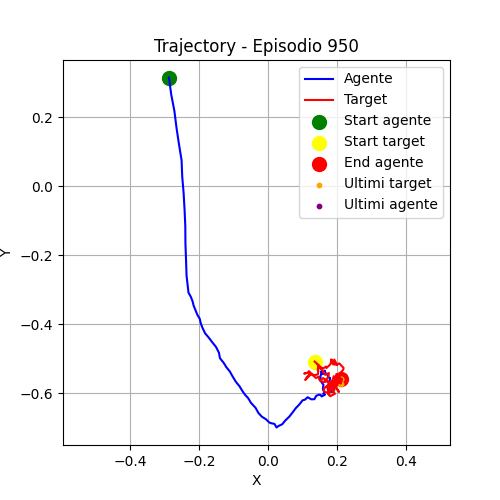 Trajectory - Episodio 950
Agente
Target
Start agente
Start target
End agente
Ultimi target
Ultimi agente
0.2
0.0
−0.2
−0.4
−0.6
Y
−0.4
−0.2
0.0
0.2
0.4
X